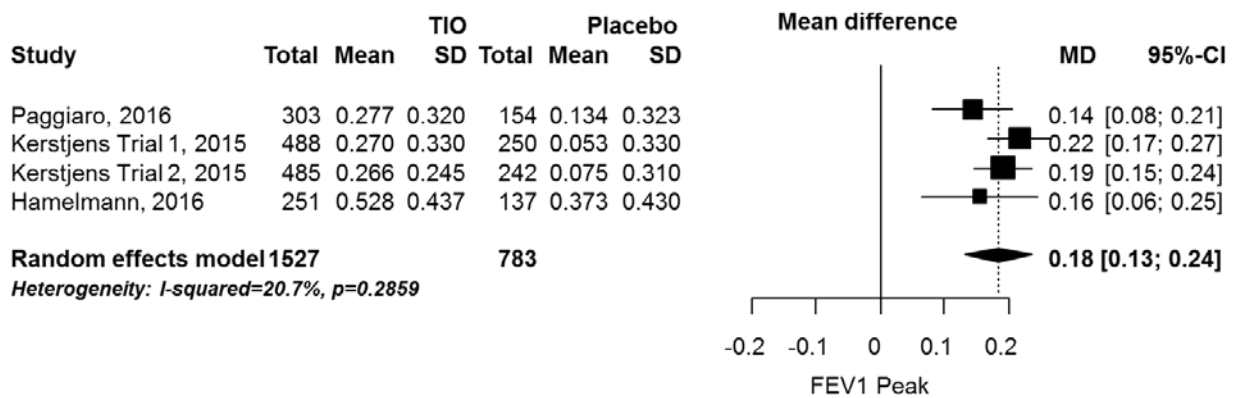 TIO Placebo Mean difference
Study Total Mean SD Total Mean SD MD 95%-CI
Paggiaro, 2016 303 0.277 0.320 154 0.134 0.323 0.14 [0.08; 0.21]
Kerstjens Trial 1, 2015 488 0.270 0.330 250 0.053 0.330 0.22 [0.17; 0.27]
Kerstjens Trial 2, 2015 485 0.266 0.245 242 0.075 0.310 0.19 [0.15; 0.24]
Hamelmann, 2016 251 0.528 0.437 137 0.373 0.430 0.16 [0.06; 0.25]
Random effects model 1527 783 0.18 [0.13; 0.24]
Heterogeneity: I-squared=20.7%, p=0.2859
-0.2 -0.1 0 0.1 0.2
FEV1 Peak